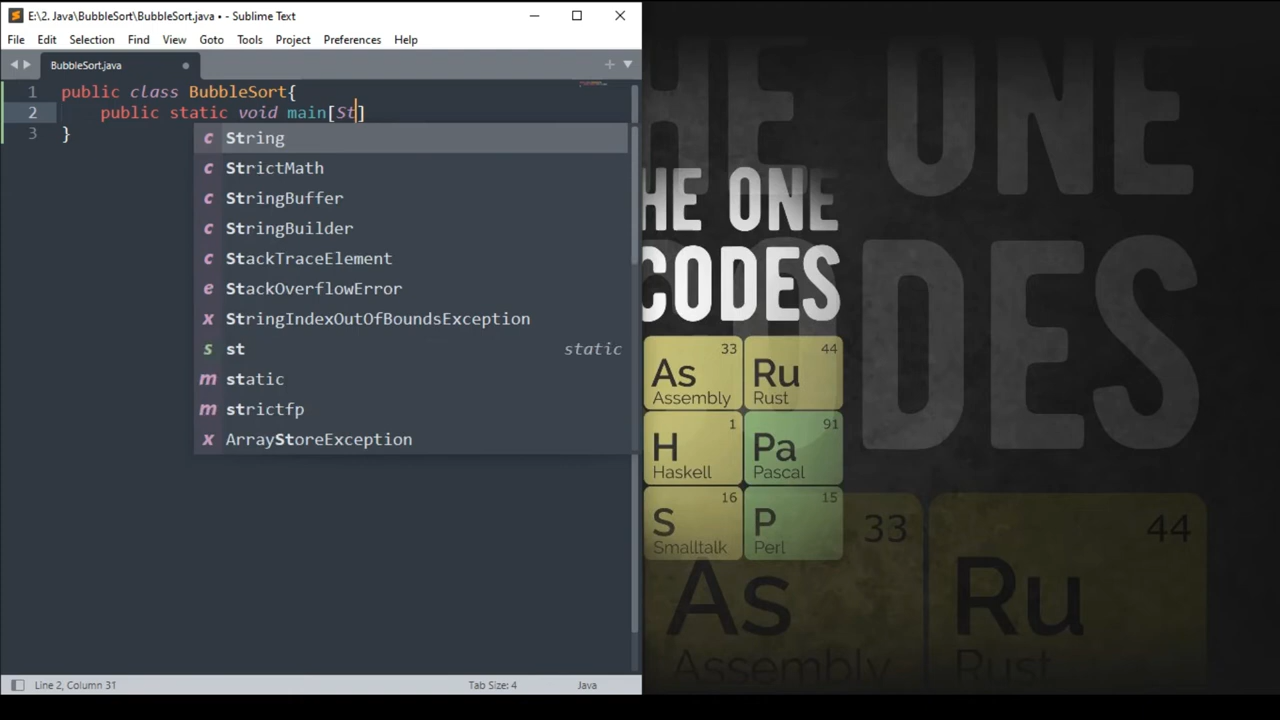 E:\2. Java\BubbleSort\BubbleSort.java • - Sublime Text
File Edit Selection Find View Goto Tools Project Preferences Help
BubbleSort.java
1 public class BubbleSort{
2 public static void main[St]
3 }
c String
c StrictMath
c StringBuffer
c StringBuilder
c StackTraceElement
e StackOverflowError
x StringIndexOutOfBoundsException
s st static
m static
m strictfp
x ArrayStoreException
Line 2, Column 31 Tab Size: 4 Java
HE ONE
CODES
33 As Assembly
44 Ru Rust
1 H Haskell
91 Pa Pascal
16 S Smalltalk
15 P Perl
HE ONE
CODES
33 As Assembly
44 Ru Rust